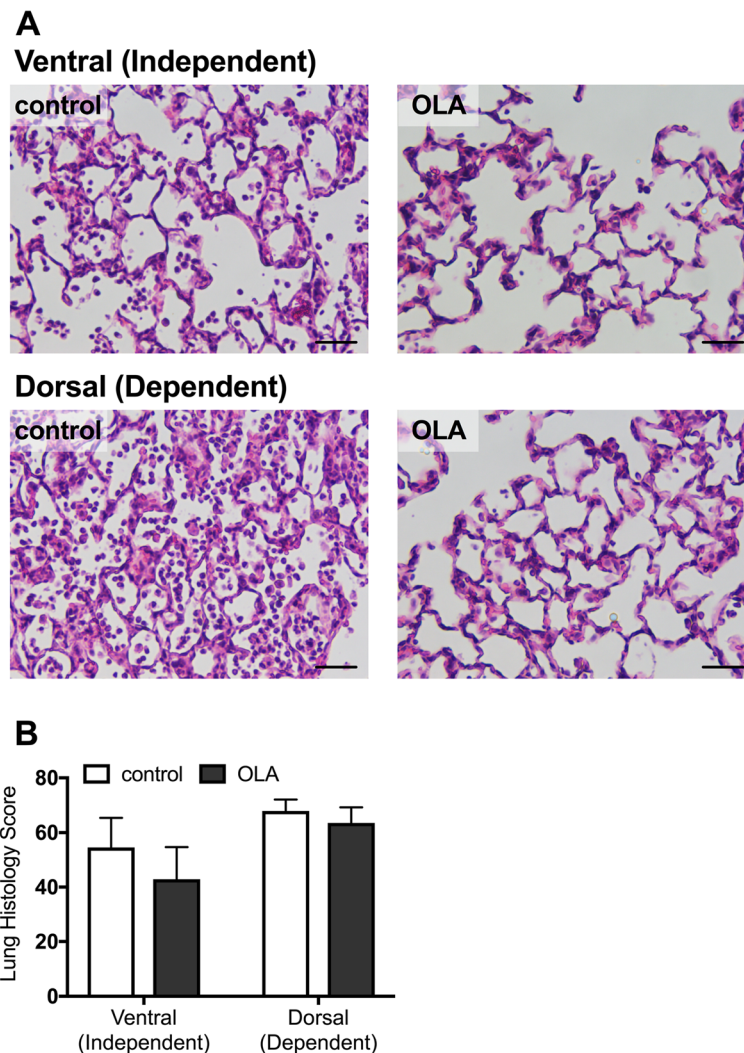 A
Ventral (Independent)
control
OLA
Dorsal (Dependent)
control
OLA
B
control
OLA
Lung Histology Score
80
60
40
20
0
Ventral
(Independent)
Dorsal
(Dependent)